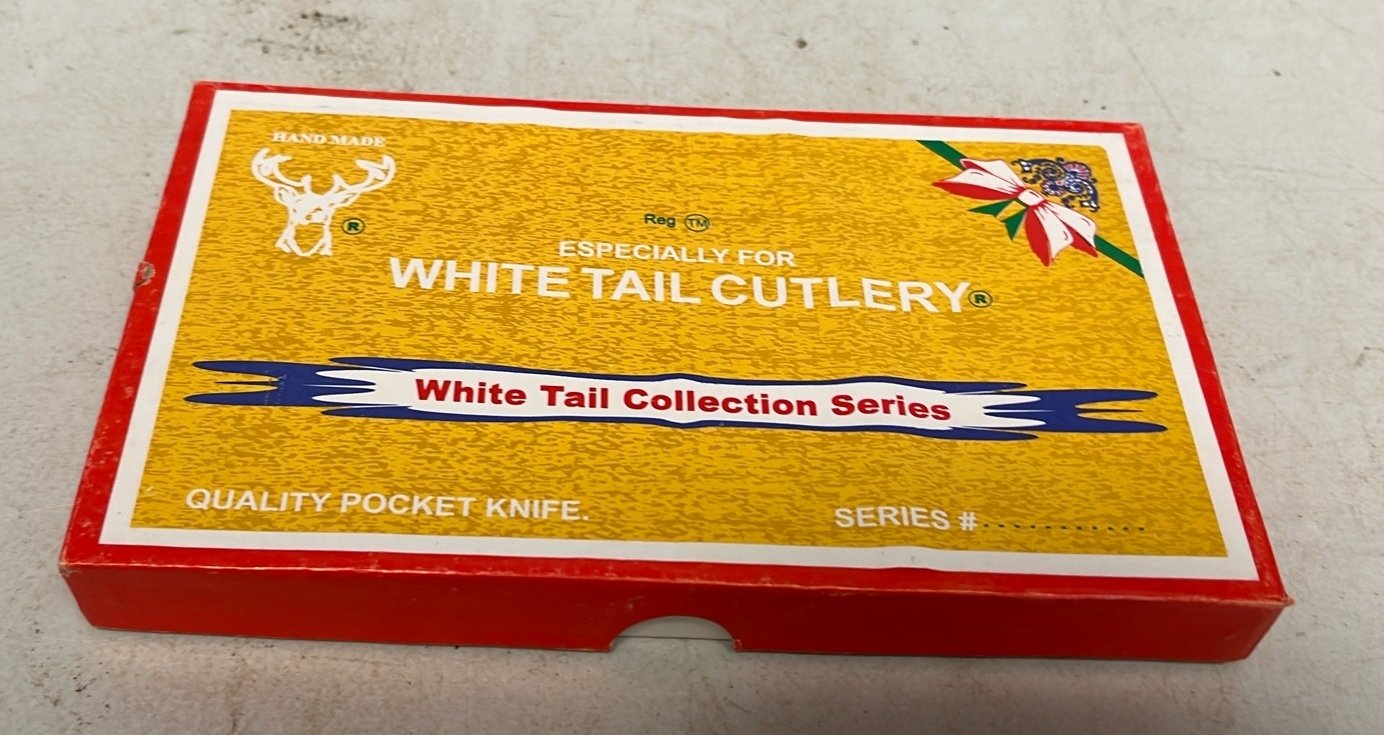 HAND MADE
®
Reg ™
ESPECIALLY FOR
WHITE TAIL CUTLERY®
White Tail Collection Series
QUALITY POCKET KNIFE.
SERIES #............